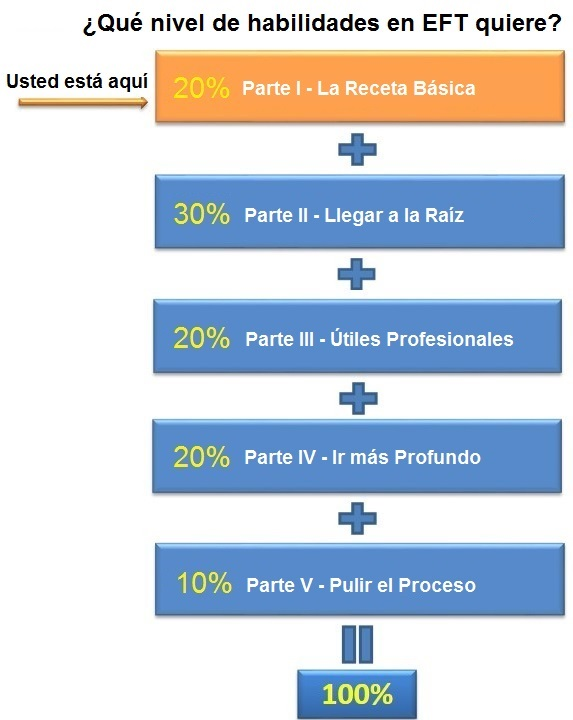 ¿Qué nivel de habilidades en EFT quiere?
Usted está aquí
20% Parte I - La Receta Básica
30% Parte II - Llegar a la Raíz
20% Parte III - Útiles Profesionales
20% Parte IV - Ir más Profundo
10% Parte V - Pulir el Proceso
100%